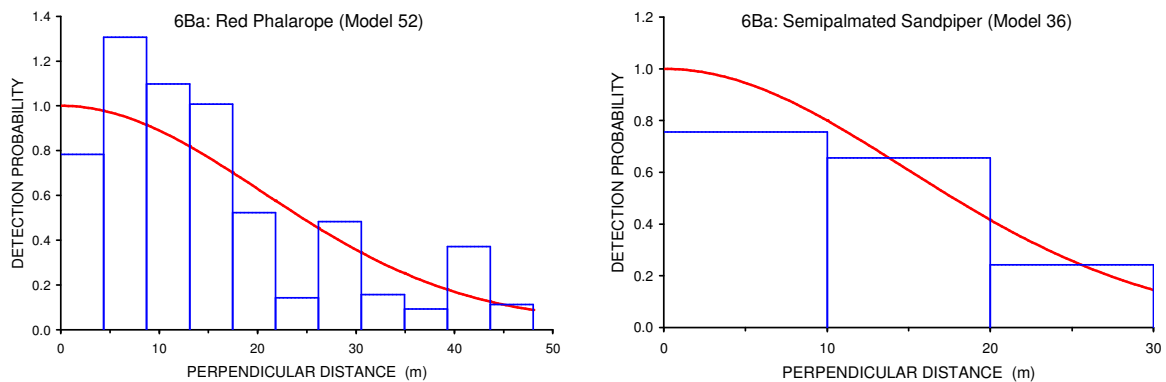 6Ba: Red Phalarope (Model 52)
DETECTION PROBABILITY
1.4
1.2
1.0
0.8
0.6
0.4
0.2
0.0
0 10 20 30 40 50
PERPENDICULAR DISTANCE (m)
6Ba: Semipalmated Sandpiper (Model 36)
DETECTION PROBABILITY
1.2
1.0
0.8
0.6
0.4
0.2
0.0
0 10 20 30
PERPENDICULAR DISTANCE (m)